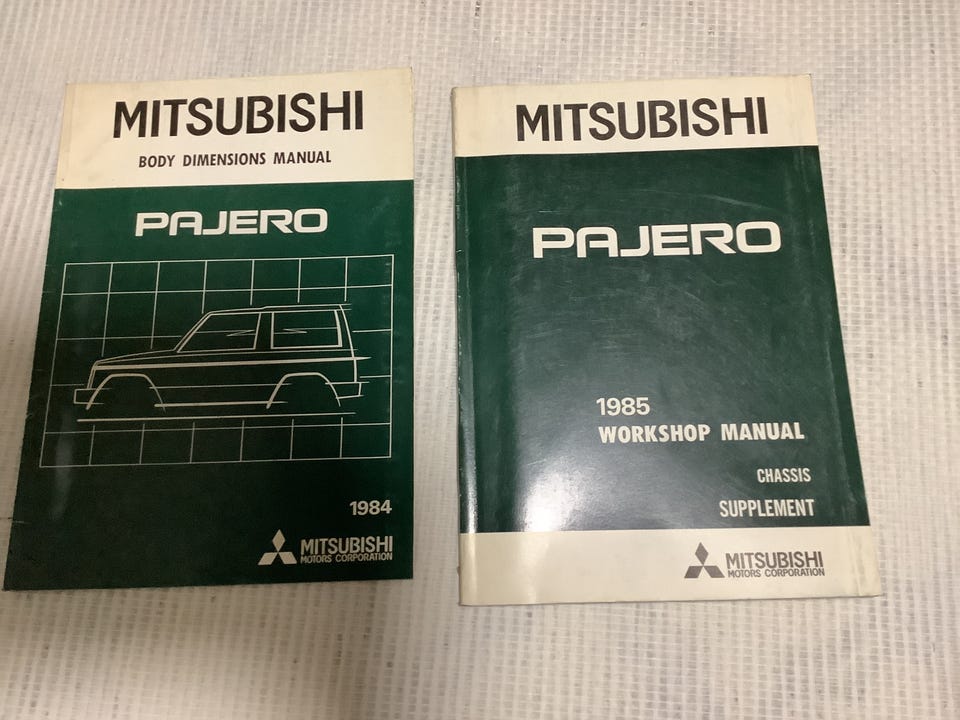 MITSUBISHI
BODY DIMENSIONS MANUAL
PAJERO
1984
MITSUBISHI
MOTORS CORPORATION
MITSUBISHI
PAJERO
1985
WORKSHOP MANUAL
CHASSIS
SUPPLEMENT
MITSUBISHI
MOTORS CORPORATION